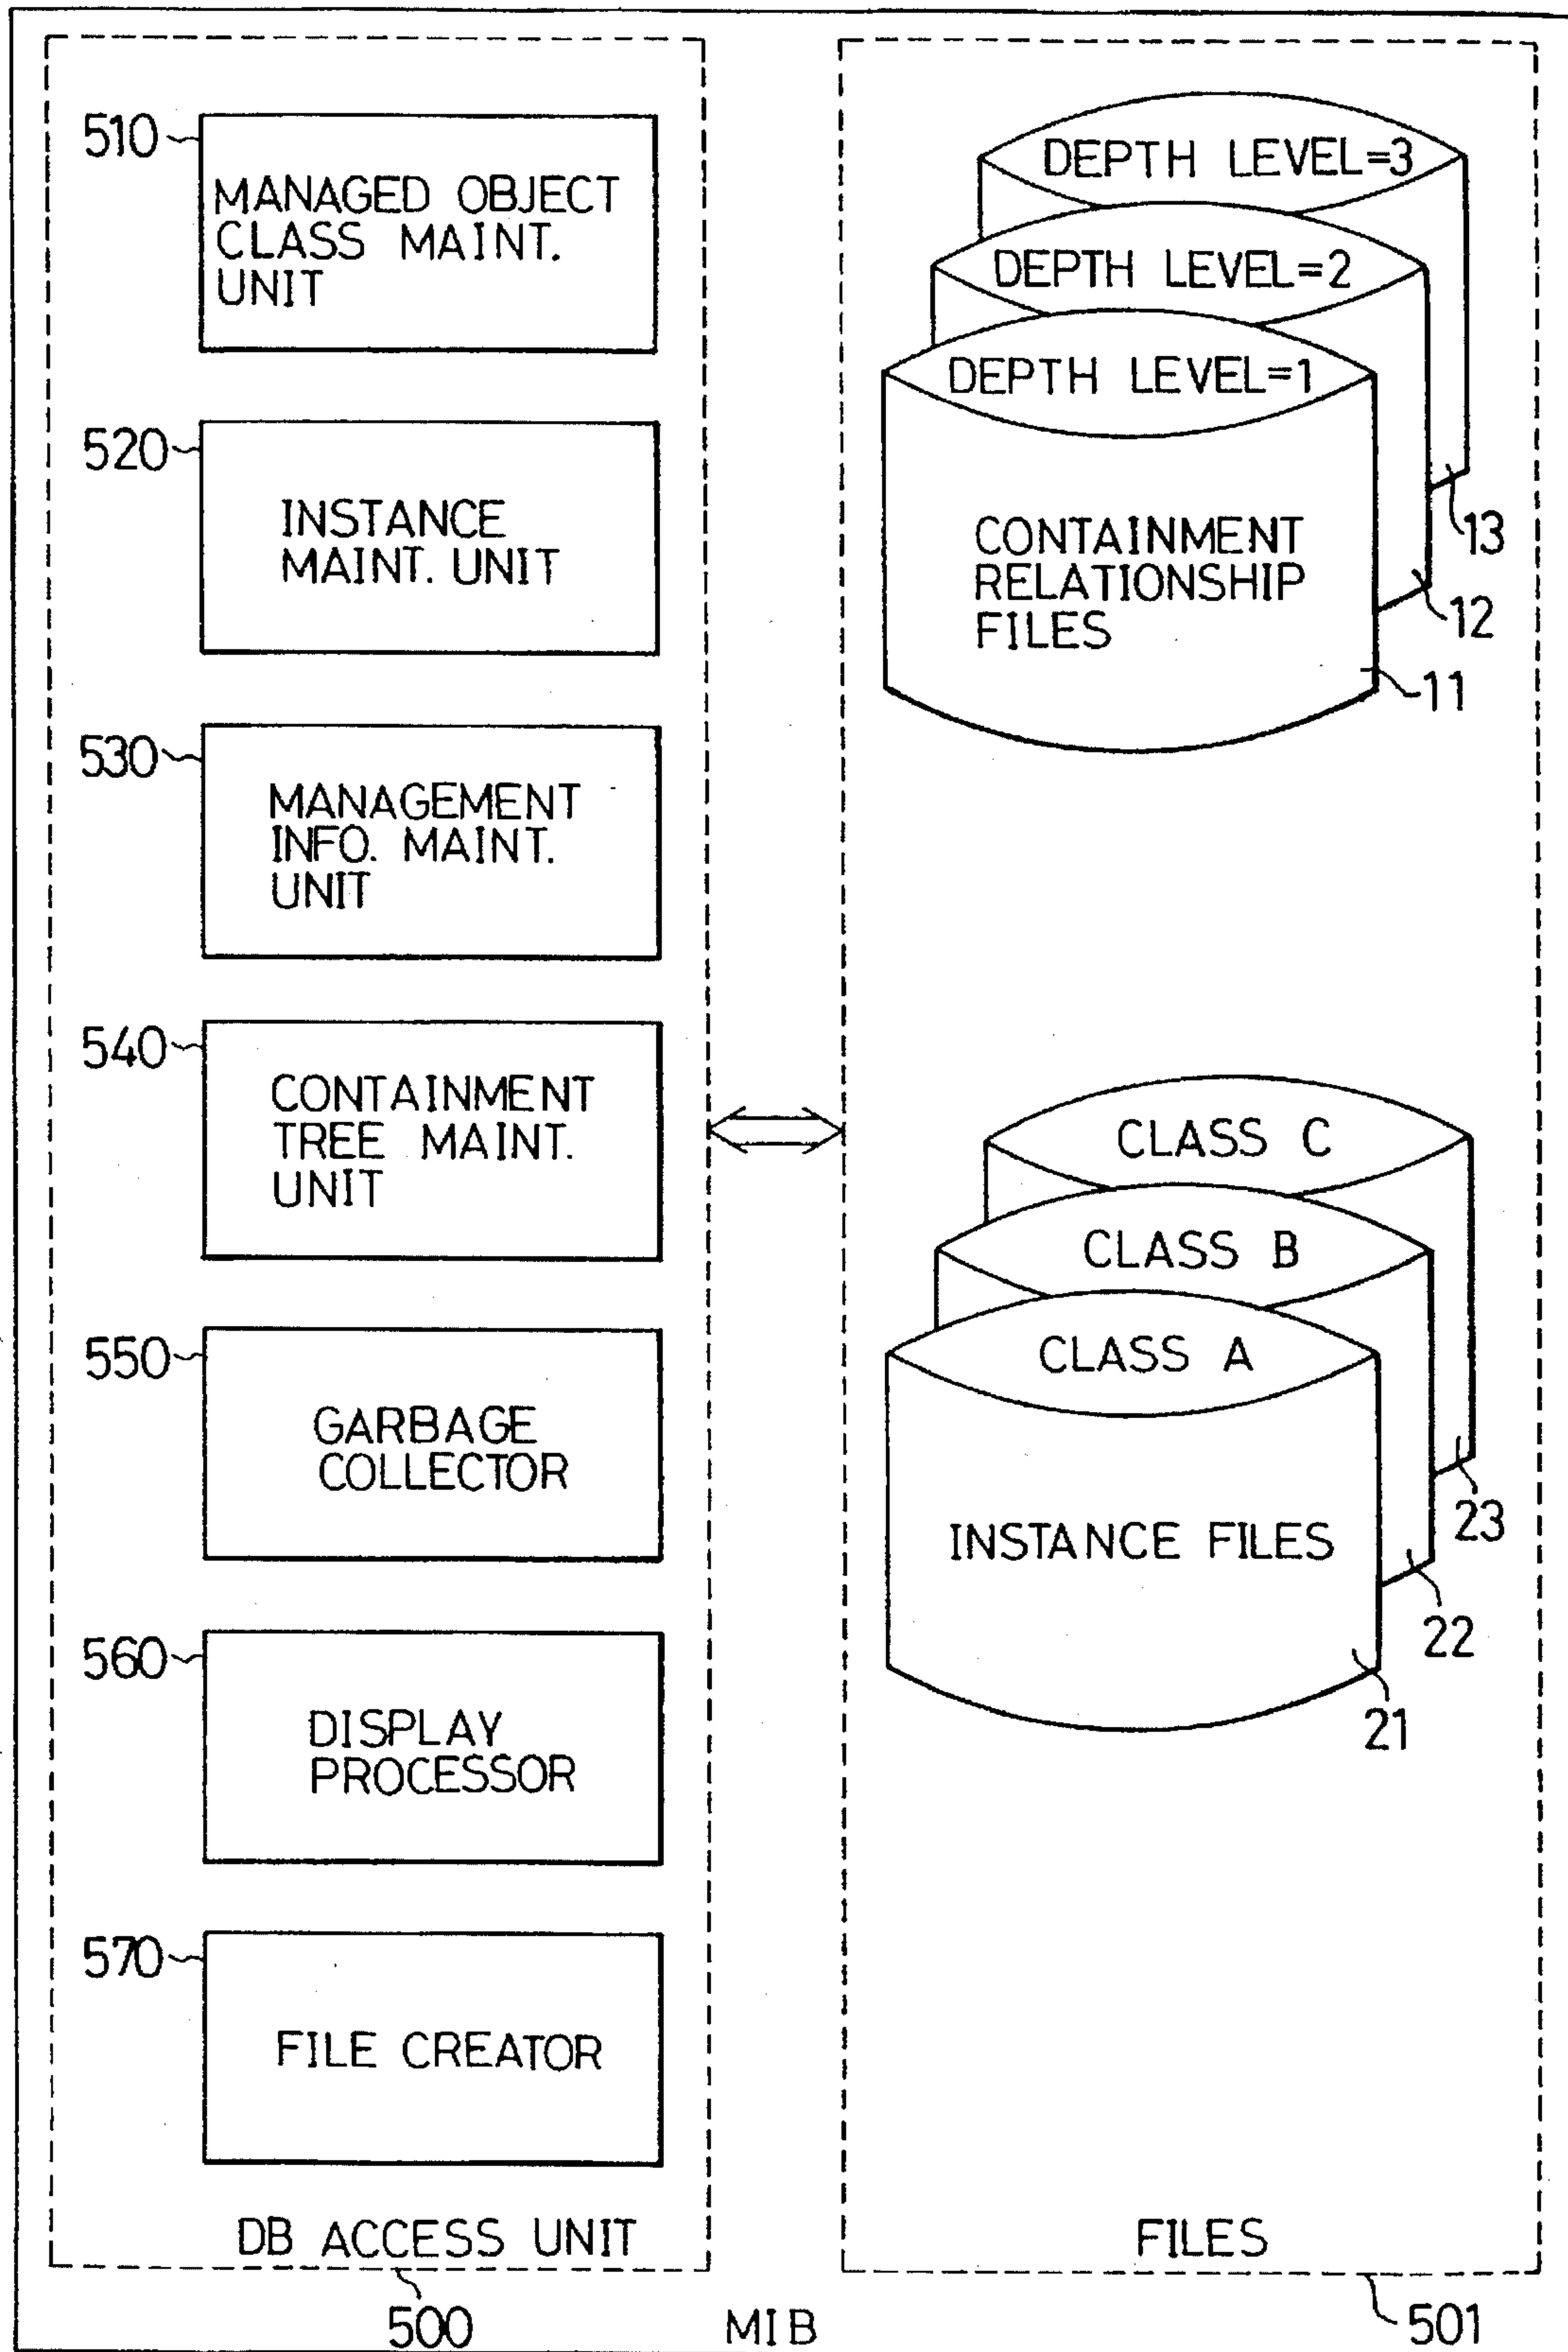 510
MANAGED OBJECT
CLASS MAINT.
UNIT
520
INSTANCE
MAINT. UNIT
530
MANAGEMENT
INFO. MAINT.
UNIT
540
CONTAINMENT
TREE MAINT.
UNIT
550
GARBAGE
COLLECTOR
560
DISPLAY
PROCESSOR
570
FILE CREATOR
DB ACCESS UNIT
500
DEPTH LEVEL=3
DEPTH LEVEL=2
DEPTH LEVEL=1
CONTAINMENT
RELATIONSHIP
FILES
13
12
11
CLASS C
CLASS B
CLASS A
INSTANCE FILES
23
22
21
FILES
501
MIB